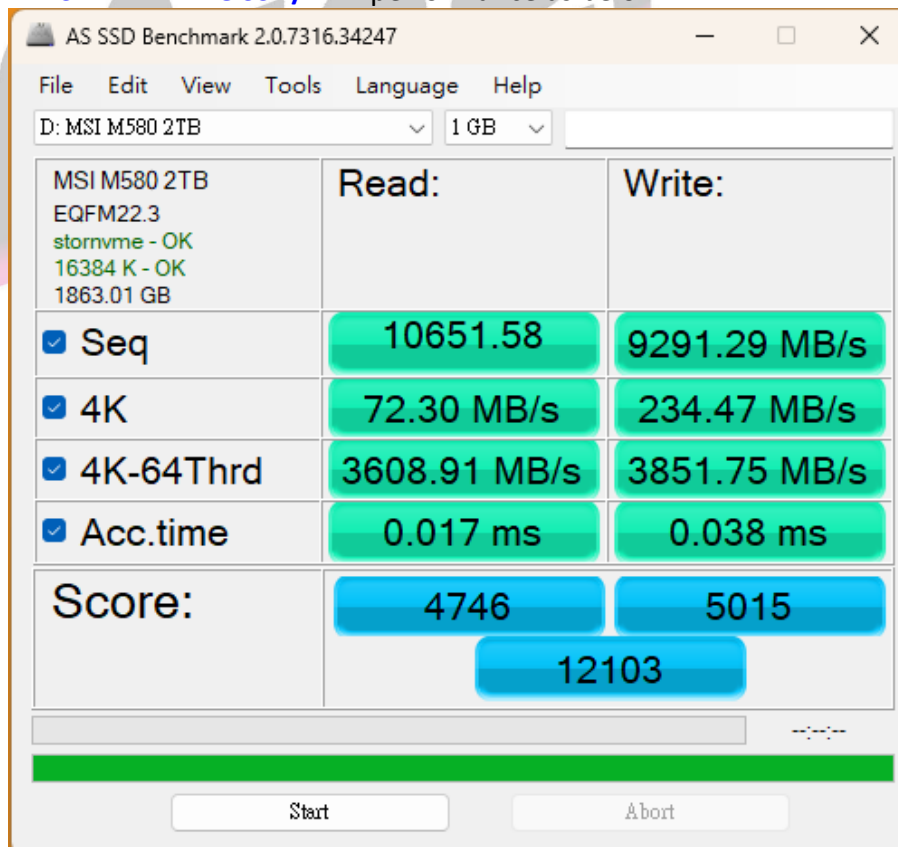 AS SSD Benchmark 2.0.7316.34247
File Edit View Tools Language Help
D: MSI M580 2TB 1 GB
MSI M580 2TB
EQFM22.3
stornvme - OK
16384 K - OK
1863.01 GB
Read: Write:
Seq 10651.58 9291.29 MB/s
4K 72.30 MB/s 234.47 MB/s
4K-64Thrd 3608.91 MB/s 3851.75 MB/s
Acc.time 0.017 ms 0.038 ms
Score: 4746 5015
12103
--:--:--
Start Abort